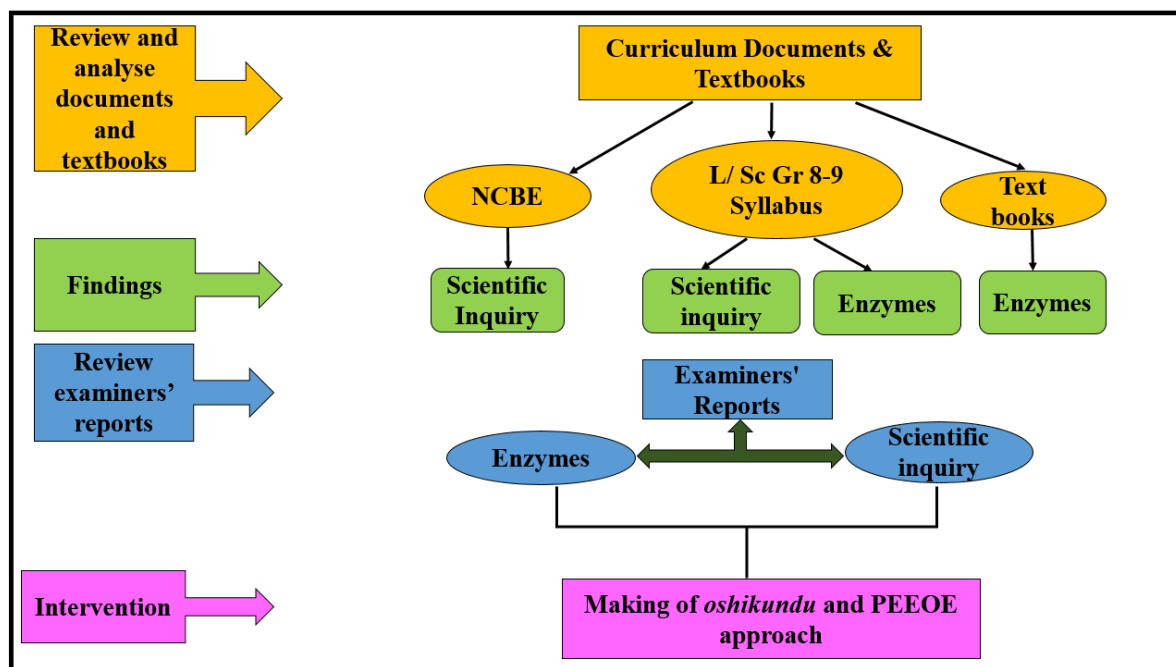 Review and
analyse
documents
and
textbooks
Curriculum Documents &
Textbooks
NCBE
L/ Sc Gr 8-9
Syllabus
Text
books
Findings
Scientific
Inquiry
Scientific
inquiry
Enzymes
Enzymes
Review
examiners’
reports
Examiners'
Reports
Enzymes
Scientific
inquiry
Intervention
Making of oshikundu and PEEOE
approach